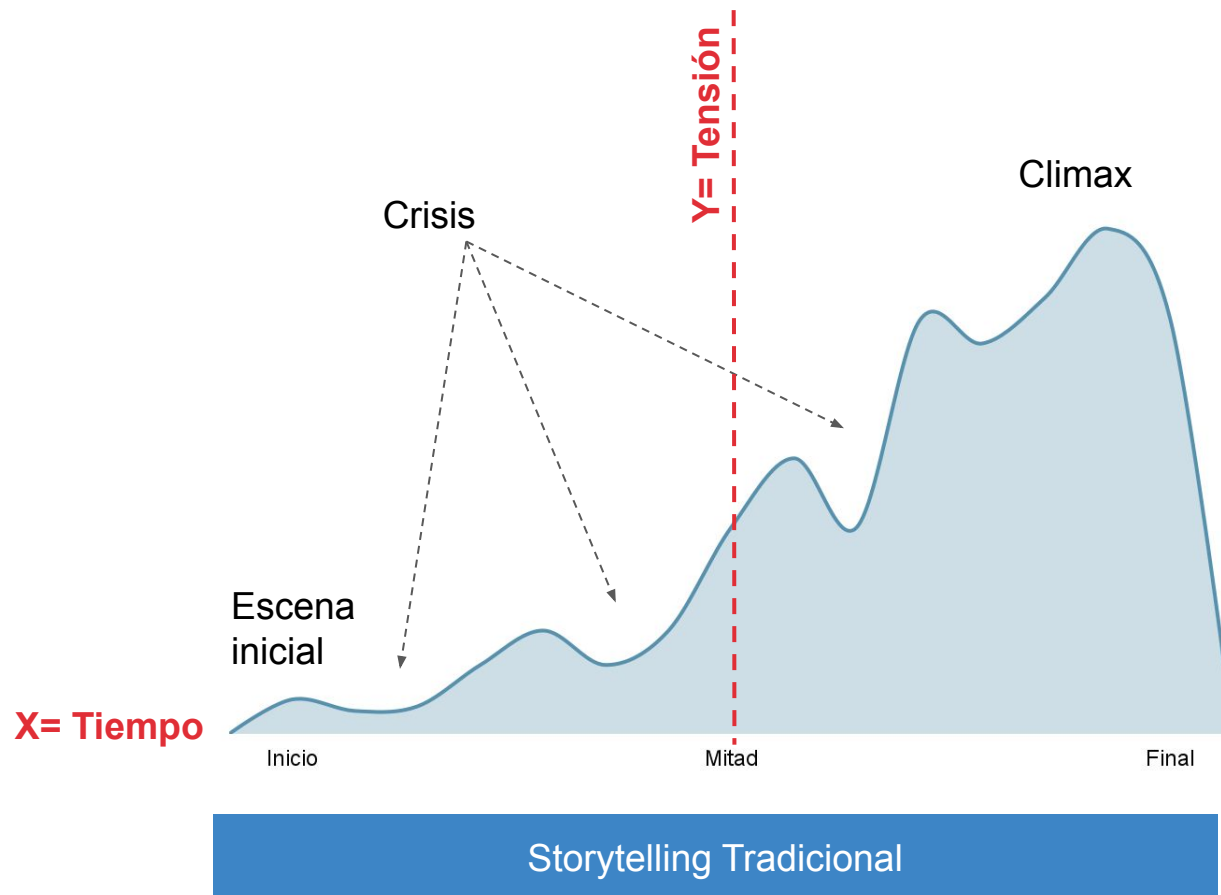 Y= Tensión
Climax
Crisis
Escena
inicial
X= Tiempo
Inicio
Mitad
Final
Storytelling Tradicional